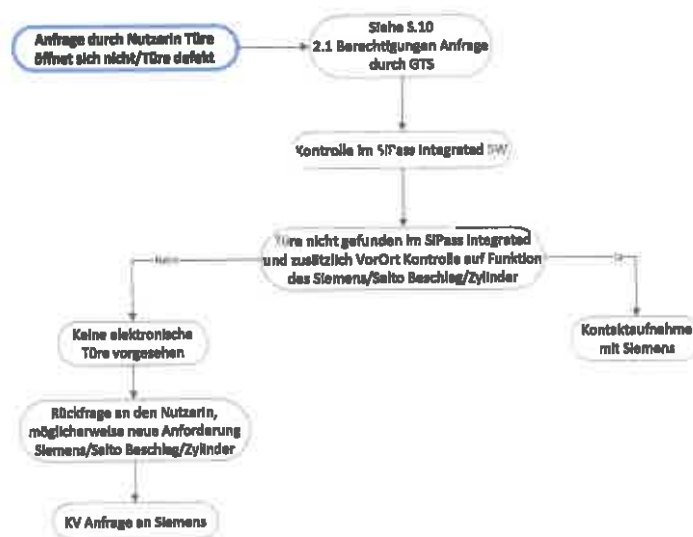 Anfrage durch Nutzerin Türe
öffnet sich nicht/Türe defekt
Siehe S.10
2.1 Berechtigungen Anfrage
durch GTS
Kontrolle im SiPass Integrated SW
Türe nicht gefunden im SiPass Integrated
und zusätzlich VorOrt Kontrolle auf Funktion
des Siemens/Salto Beschlag/Zylinder
Nein
Ja
Keine elektronische
Türe vorgesehen
Kontaktaufnahme
mit Siemens
Rückfrage an den Nutzerin,
möglicherweise neue Anforderung
Siemens/Salto Beschlag/Zylinder
KV Anfrage an Siemens